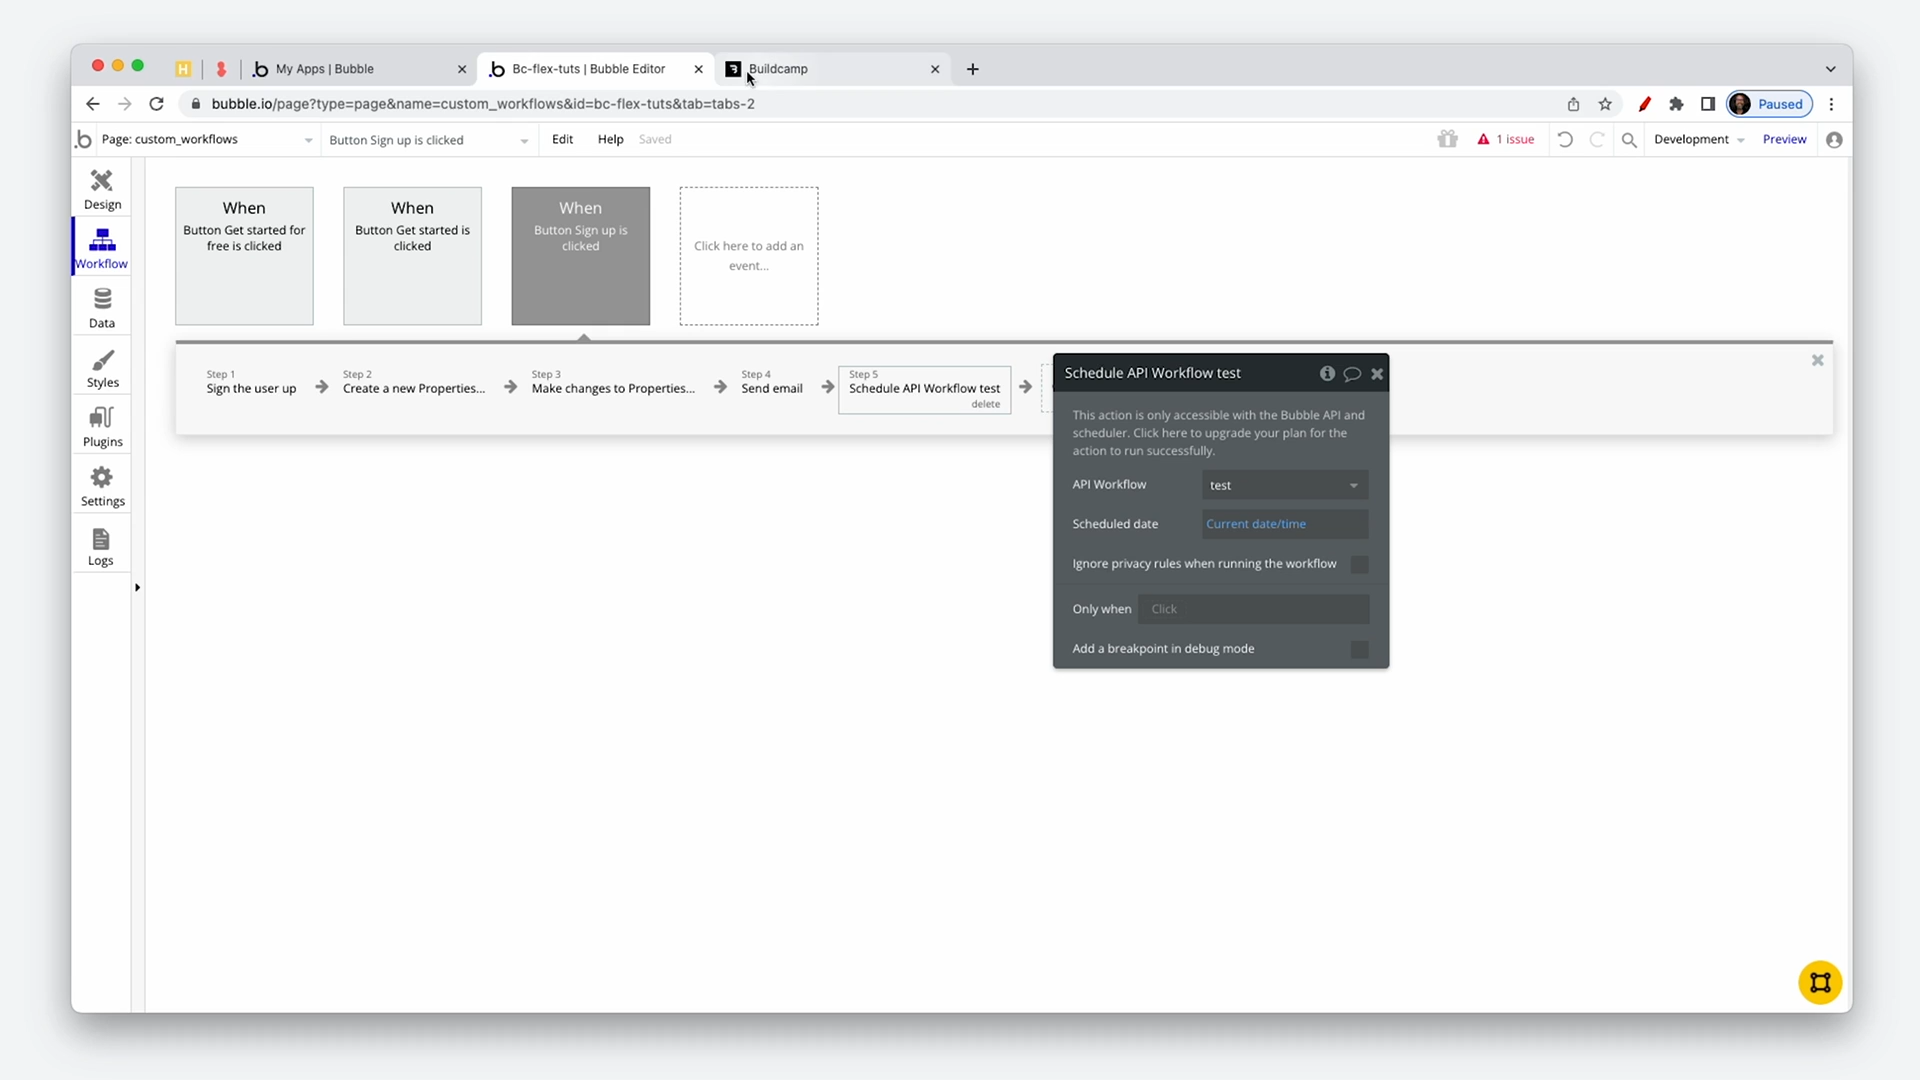 My Apps | Bubble
Bc-flex-tuts | Bubble Editor
Buildcamp
bubble.io/page?type=page&name=custom_workflows&id=bc-flex-tuts&tab=tabs-2
Paused
Page: custom_workflows
Button Sign up is clicked
Edit
Help
Saved
1 issue
Development
Preview
Design
Workflow
Data
Styles
Plugins
Settings
Logs
When
Button Get started for
free is clicked
When
Button Get started is
clicked
When
Button Sign up is
clicked
Click here to add an
event...
Step 1
Sign the user up
Step 2
Create a new Properties...
Step 3
Make changes to Properties...
Step 4
Send email
Step 5
Schedule API Workflow test
delete
Schedule API Workflow test
This action is only accessible with the Bubble API and
scheduler. Click here to upgrade your plan for the
action to run successfully.
API Workflow
test
Scheduled date
Current date/time
Ignore privacy rules when running the workflow
Only when
Click
Add a breakpoint in debug mode